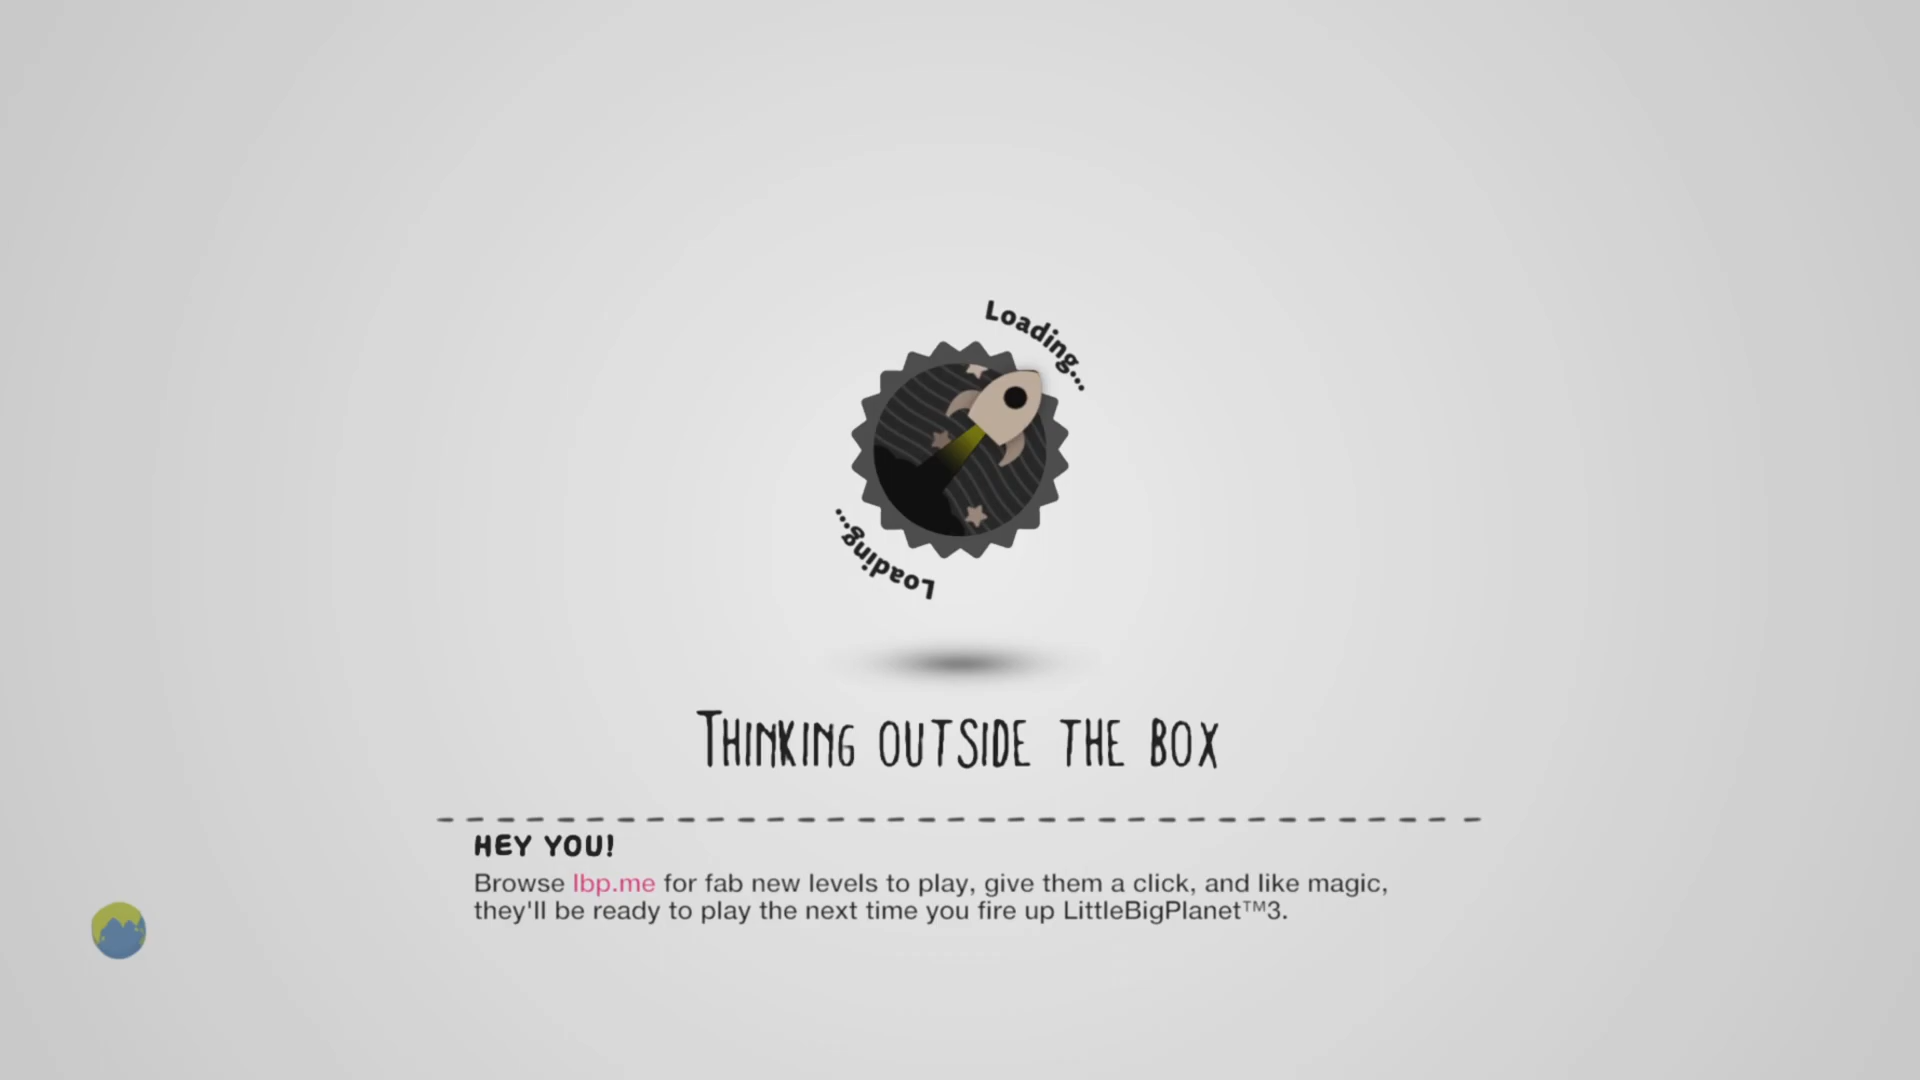 Loading...
Loading...
THINKING OUTSIDE THE BOX
HEY YOU!
Browse lbp.me for fab new levels to play, give them a click, and like magic,
they'll be ready to play the next time you fire up LittleBigPlanet™3.